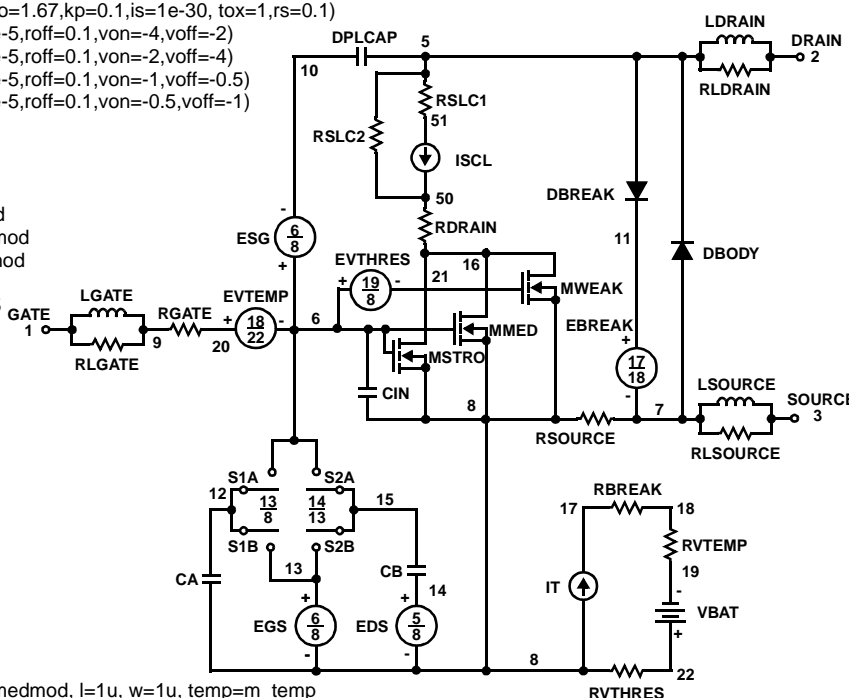 o=1.67,kp=0.1,is=1e-30, tox=1,rs=0.1)
e-5,roff=0.1,von=-4,voff=-2)
e-5,roff=0.1,von=-2,voff=-4)
e-5,roff=0.1,von=-1,voff=-0.5)
e-5,roff=0.1,von=-0.5,voff=-1)
DPLCAP
5
10
LDRAIN
DRAIN
2
RLDRAIN
RSLC1
51
RSLC2
ISCL
50
DBREAK
11
DBODY
RDRAIN
d
mod
mod
ESG
-
6
8
+
EVTHRES
+
19
8
-
21
16
MWEAK
EBREAK
+
17
18
-
GATE
1
LGATE
RLGATE
9
RGATE
20
EVTEMP
+
18
22
-
6
MMED
MSTRO
CIN
8
RSOURCE
7
LSOURCE
RLSOURCE
SOURCE
3
S1A
S2A
12
13
8
14
13
15
S1B
S2B
13
CA
CB
14
EGS
+
6
8
-
EDS
+
5
8
-
17
RBREAK
18
RVTEMP
19
-
VBAT
+
IT
8
22
RVTHRES
medmod, l=1u, w=1u, temp=m_temp